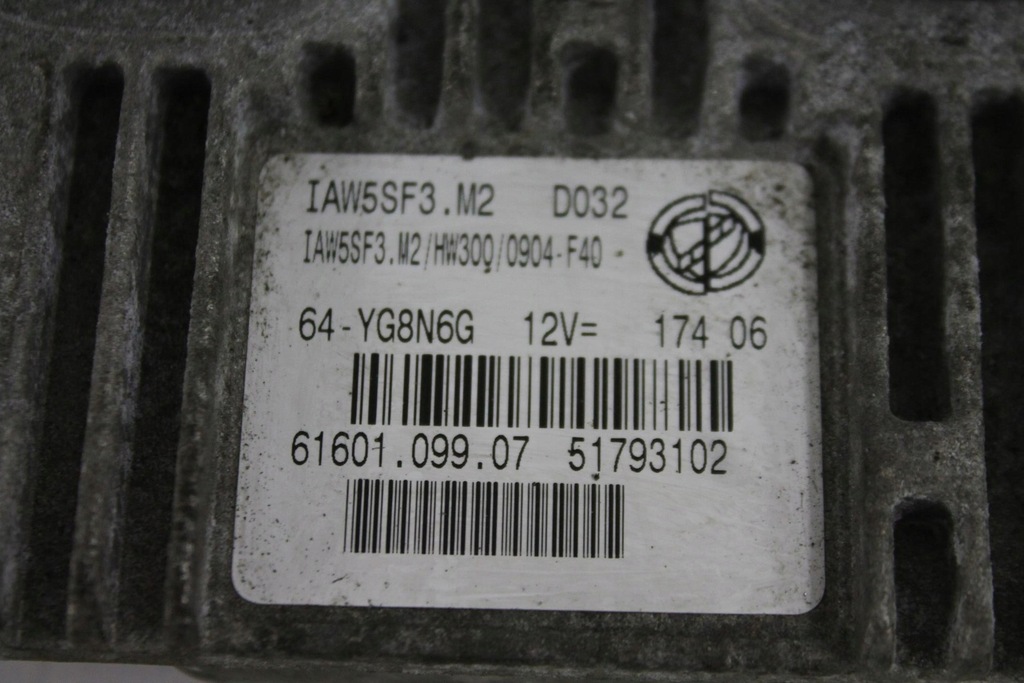 IAW5SF3.M2 D032
IAW5SF3.M2/HW300/0904-F40 -
64-YG8N6G 12V= 174 06
61601.099.07 51793102